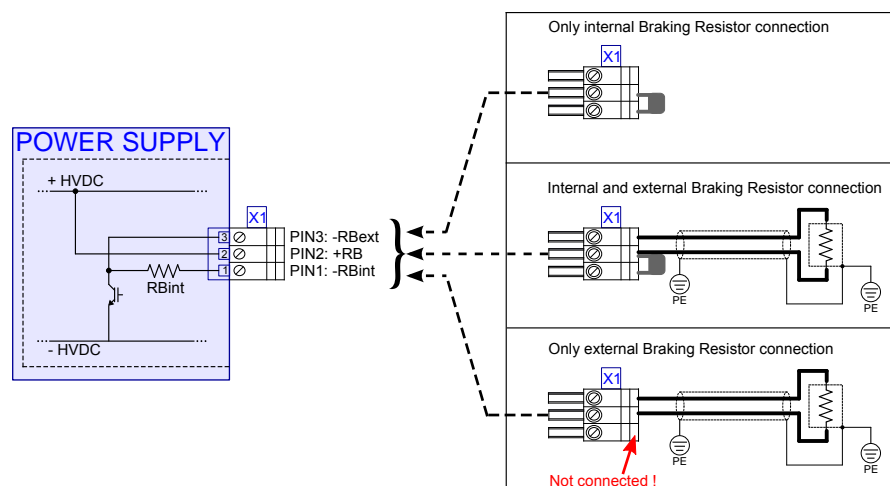 POWER SUPPLY
+ HVDC
X1
3
PIN3: -RBext
2
PIN2: +RB
1
PIN1: -RBint
RBint
- HVDC
Only internal Braking Resistor connection
X1
Internal and external Braking Resistor connection
X1
PE
PE
Only external Braking Resistor connection
X1
PE
PE
Not connected !